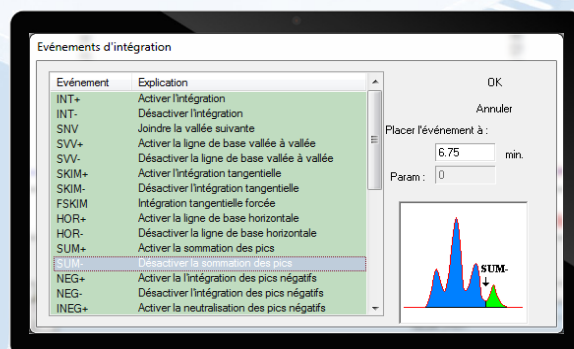 Evénements d'intégration
Evénement Explication
INT+ Activer l'intégration
INT- Désactiver l'intégration
SNV Joindre la vallée suivante
SVV+ Activer la ligne de base vallée à vallée
SVV- Désactiver la ligne de base vallée à vallée
SKIM+ Activer l'intégration tangentielle
SKIM- Désactiver l'intégration tangentielle
FSKIM Intégration tangentielle forcée
HOR+ Activer la ligne de base horizontale
HOR- Désactiver la ligne de base horizontale
SUM+ Activer la sommation des pics
SUM- Désactiver la sommation des pics
NEG+ Activer la l'intégration des pics négatifs
NEG- Désactiver l'intégration des pics négatifs
INEG+ Activer la neutralisation des pics négatifs
OK
Annuler
Placer l'événement à :
6.75 min.
Param : 0
SUM-